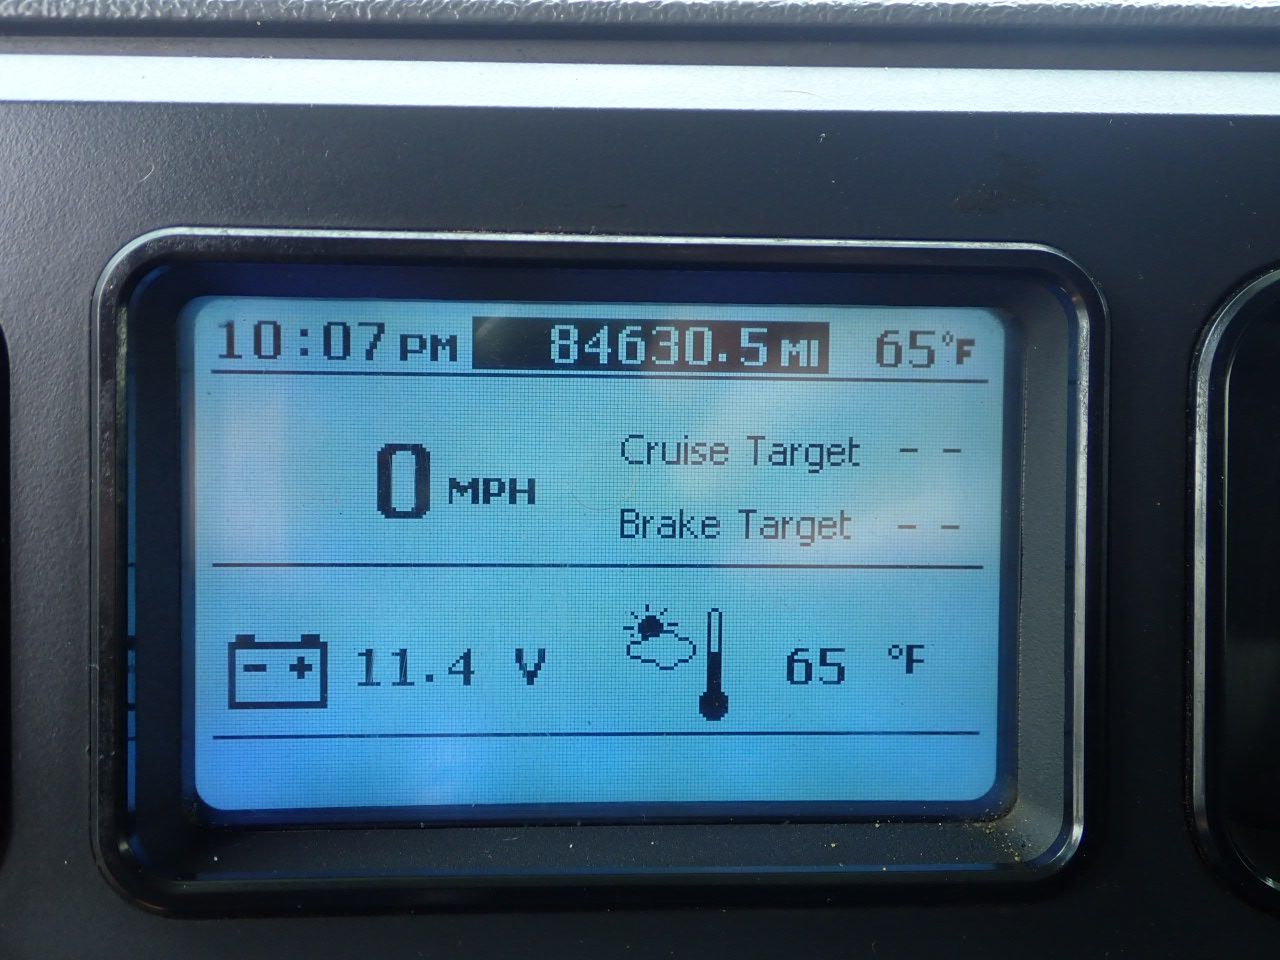 10:07 PM 84630.5 MI 65°F
0 MPH
Cruise Target - -
Brake Target - -
11.4 V 65 °F